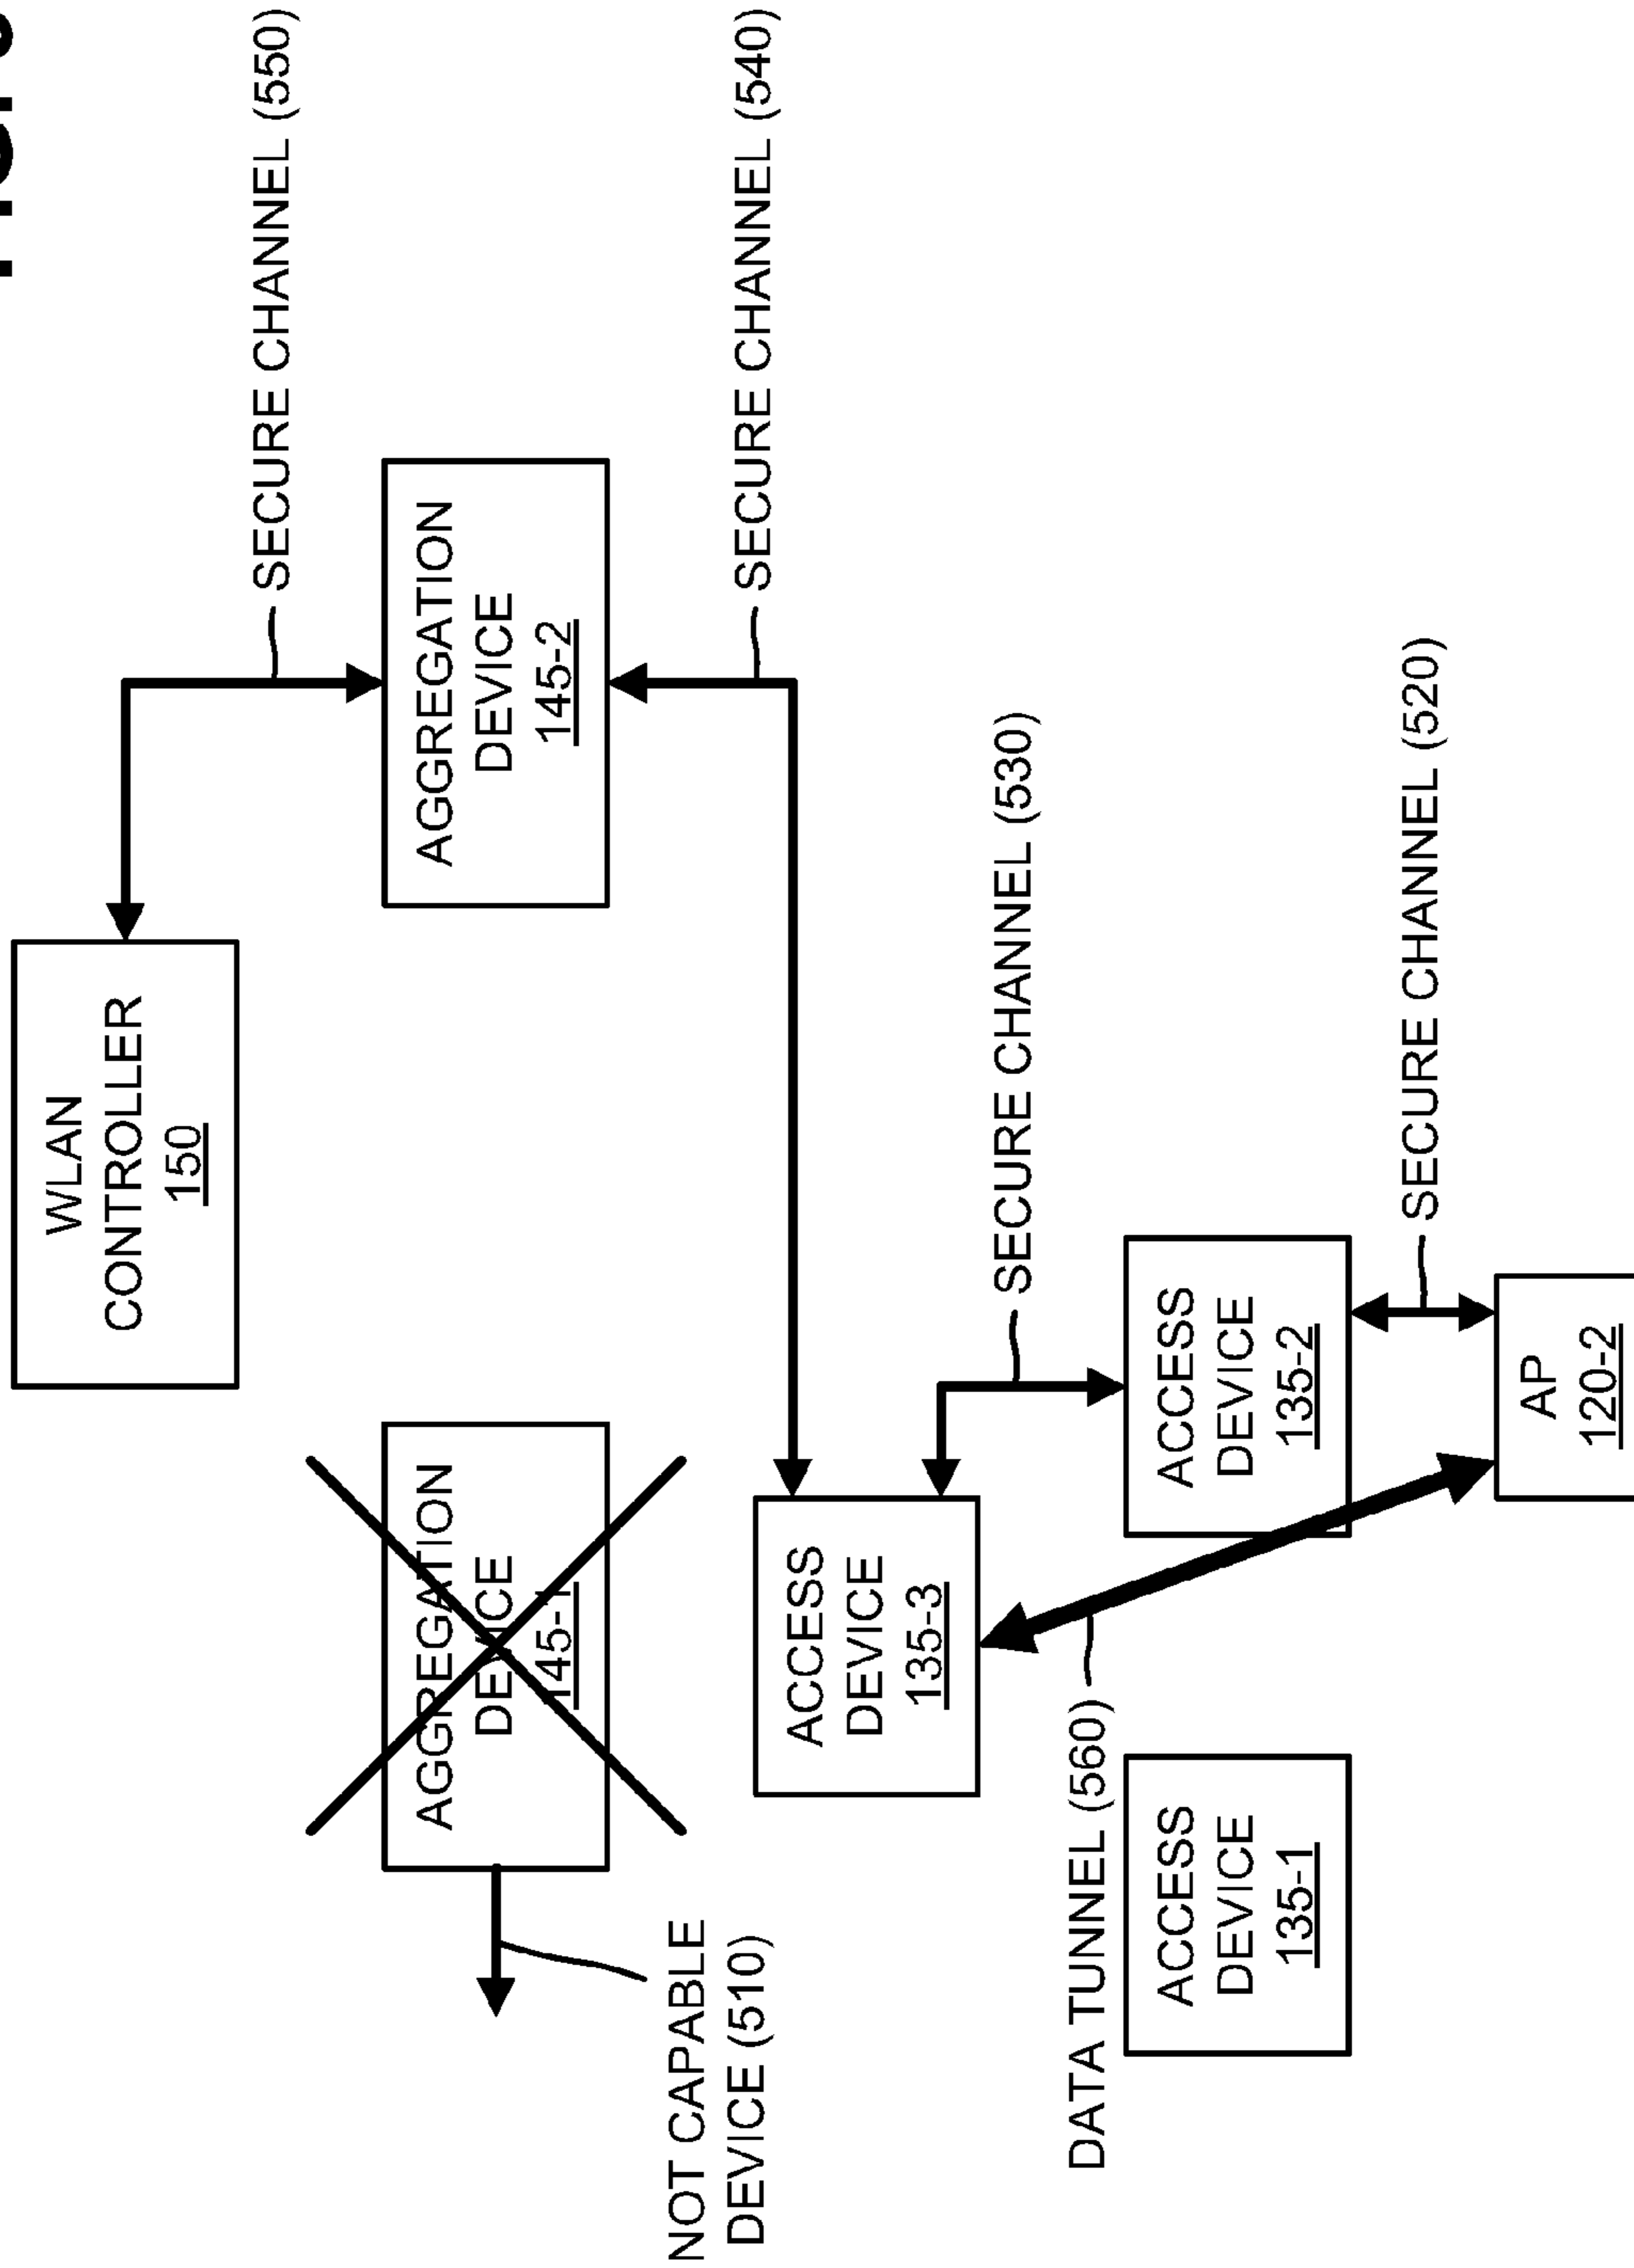 WLAN
CONTROLLER
150
SECURE CHANNEL (550)
AGGREGATION
DEVICE
145-1
AGGREGATION
DEVICE
145-2
NOT CAPABLE
DEVICE (510)
SECURE CHANNEL (540)
ACCESS
DEVICE
135-3
SECURE CHANNEL (530)
DATA TUNNEL (560)
ACCESS
DEVICE
135-1
ACCESS
DEVICE
135-2
SECURE CHANNEL (520)
AP
120-2